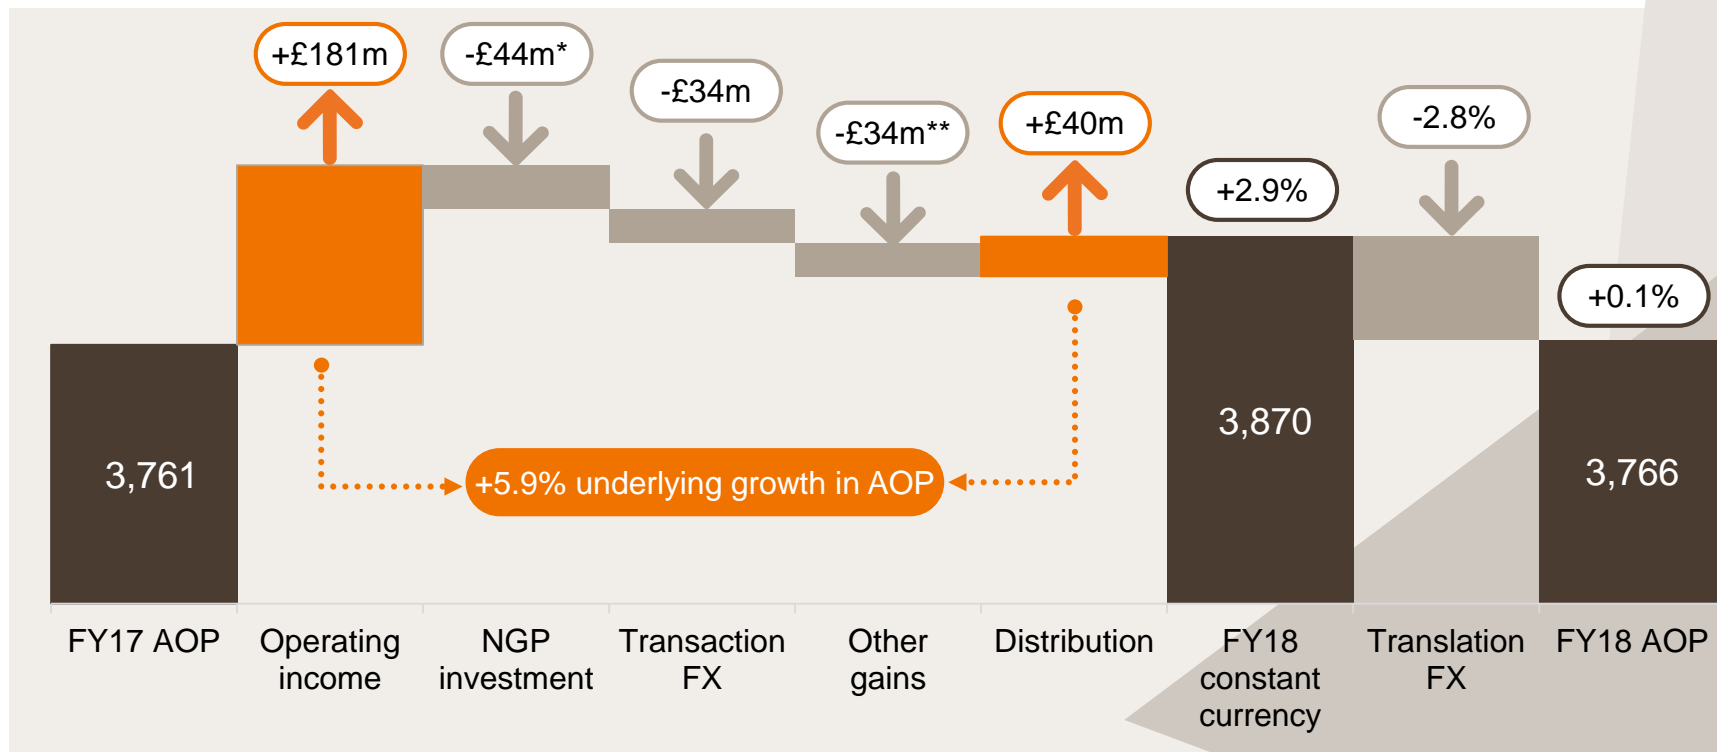 +£181m
-£44m*
-£34m
-£34m**
+£40m
+2.9%
-2.8%
+0.1%
3,761
+5.9% underlying growth in AOP
3,870
3,766
FY17 AOP
Operating
income
NGP
investment
Transaction
FX
Other
gains
Distribution
FY18
constant
currency
Translation
FX
FY18 AOP